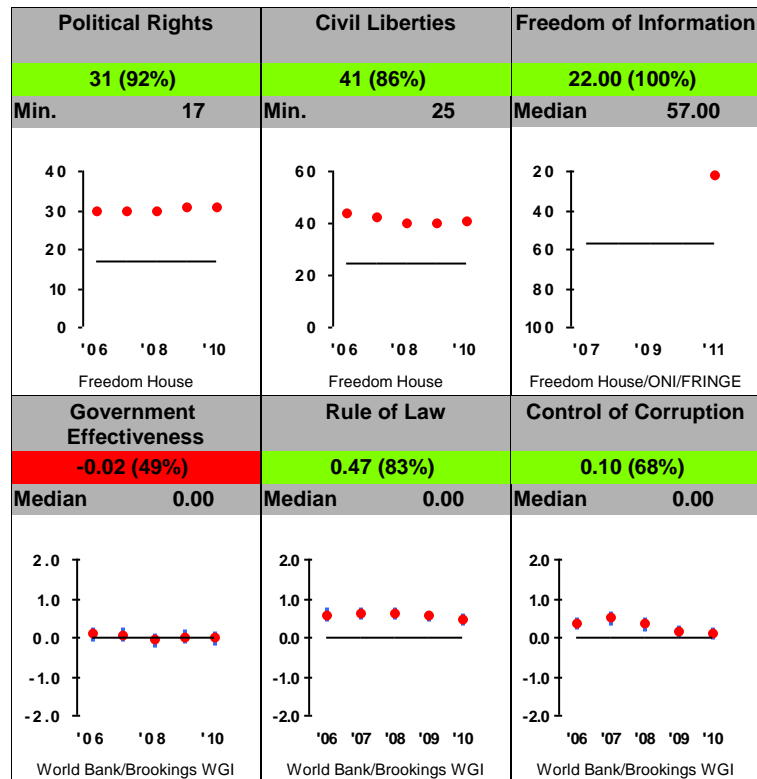 Political Rights
31 (92%)
Min. 17
40
30
20
10
0
'06 '08 '10
Freedom House
Civil Liberties
41 (86%)
Min. 25
60
40
20
0
'06 '08 '10
Freedom House
Freedom of Information
22.00 (100%)
Median 57.00
20
40
60
80
100
'07 '09 '11
Freedom House/ONI/FRINGE
Government
Effectiveness
-0.02 (49%)
Median 0.00
2.0
1.0
0.0
-1.0
-2.0
'06 '08 '10
World Bank/Brookings WGI
Rule of Law
0.47 (83%)
Median 0.00
2.0
1.0
0.0
-1.0
-2.0
'06 '07 '08 '09 '10
World Bank/Brookings WGI
Control of Corruption
0.10 (68%)
Median 0.00
2.0
1.0
0.0
-1.0
-2.0
'06 '07 '08 '09 '10
World Bank/Brookings WGI